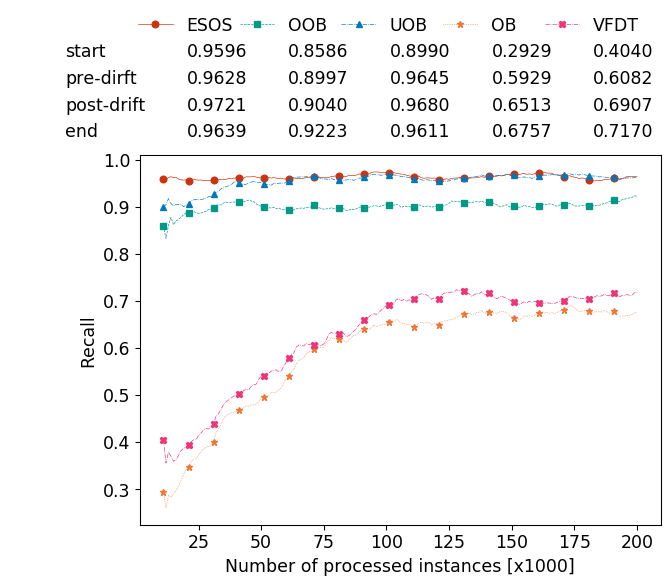 ESOS OOB UOB OB VFDT
start 0.9596 0.8586 0.8990 0.2929 0.4040
pre-dirft 0.9628 0.8997 0.9645 0.5929 0.6082
post-drift 0.9721 0.9040 0.9680 0.6513 0.6907
end 0.9639 0.9223 0.9611 0.6757 0.7170
1.0
0.9
0.8
0.7
0.6
0.5
0.4
0.3
Recall
25 50 75 100 125 150 175 200
Number of processed instances [x1000]